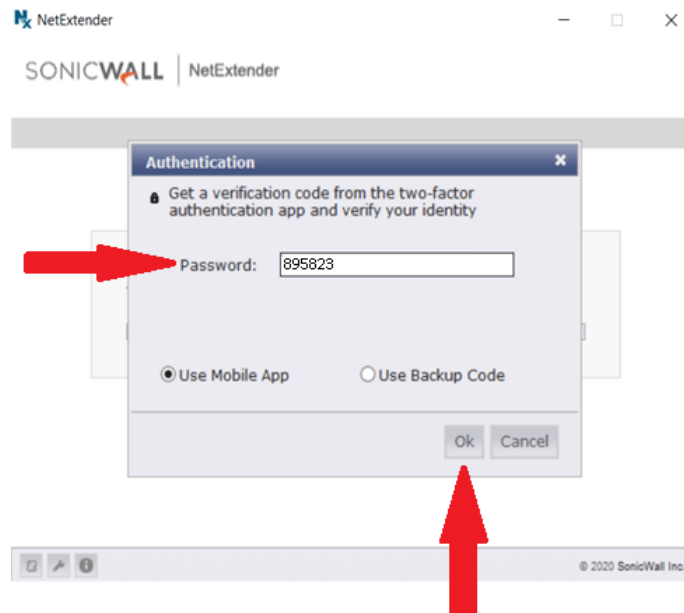 NetExtender
SONICWALL NetExtender
Authentication
Get a verification code from the two-factor
authentication app and verify your identity
Password: 895823
Use Mobile App Use Backup Code
Ok Cancel
© 2020 SonicWall Inc.